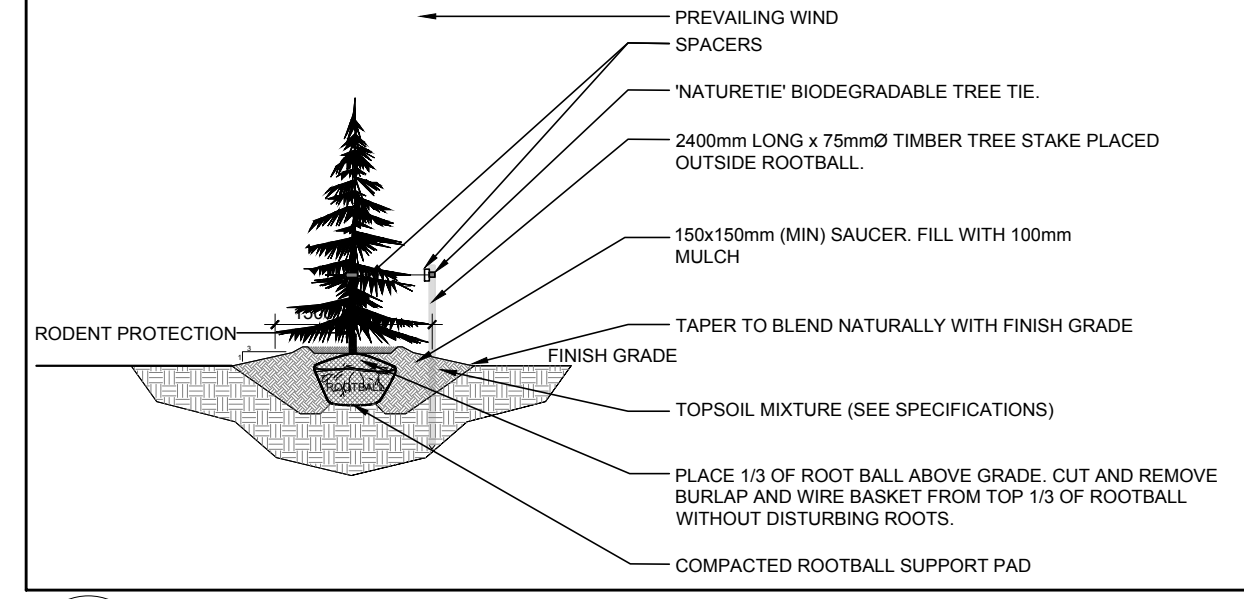 PREVAILING WIND
SPACERS
'NATURETIE' BIODEGRADABLE TREE TIE.
2400mm LONG x 75mmØ TIMBER TREE STAKE PLACED
OUTSIDE ROOTBALL.
150x150mm (MIN) SAUCER. FILL WITH 100mm
MULCH
RODENT PROTECTION
TAPER TO BLEND NATURALLY WITH FINISH GRADE
3
1
FINISH GRADE
ROOTBALL
TOPSOIL MIXTURE (SEE SPECIFICATIONS)
PLACE 1/3 OF ROOT BALL ABOVE GRADE. CUT AND REMOVE
BURLAP AND WIRE BASKET FROM TOP 1/3 OF ROOTBALL
WITHOUT DISTURBING ROOTS.
COMPACTED ROOTBALL SUPPORT PAD